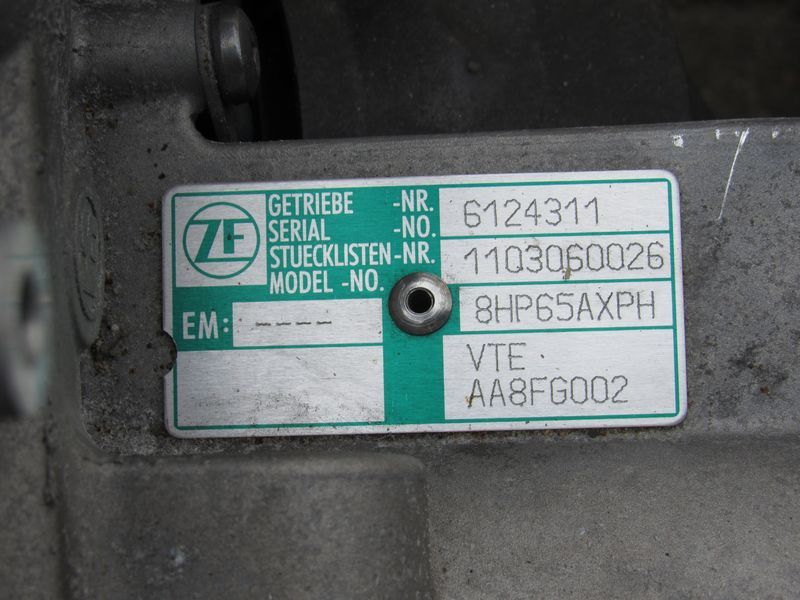 ZF
GETRIEBE -NR. 6124311
SERIAL -NO.
STUECKLISTEN-NR. 1103060026
MODEL -NO.
EM: ---- 8HP65AXPH
VTE
AA8FG002